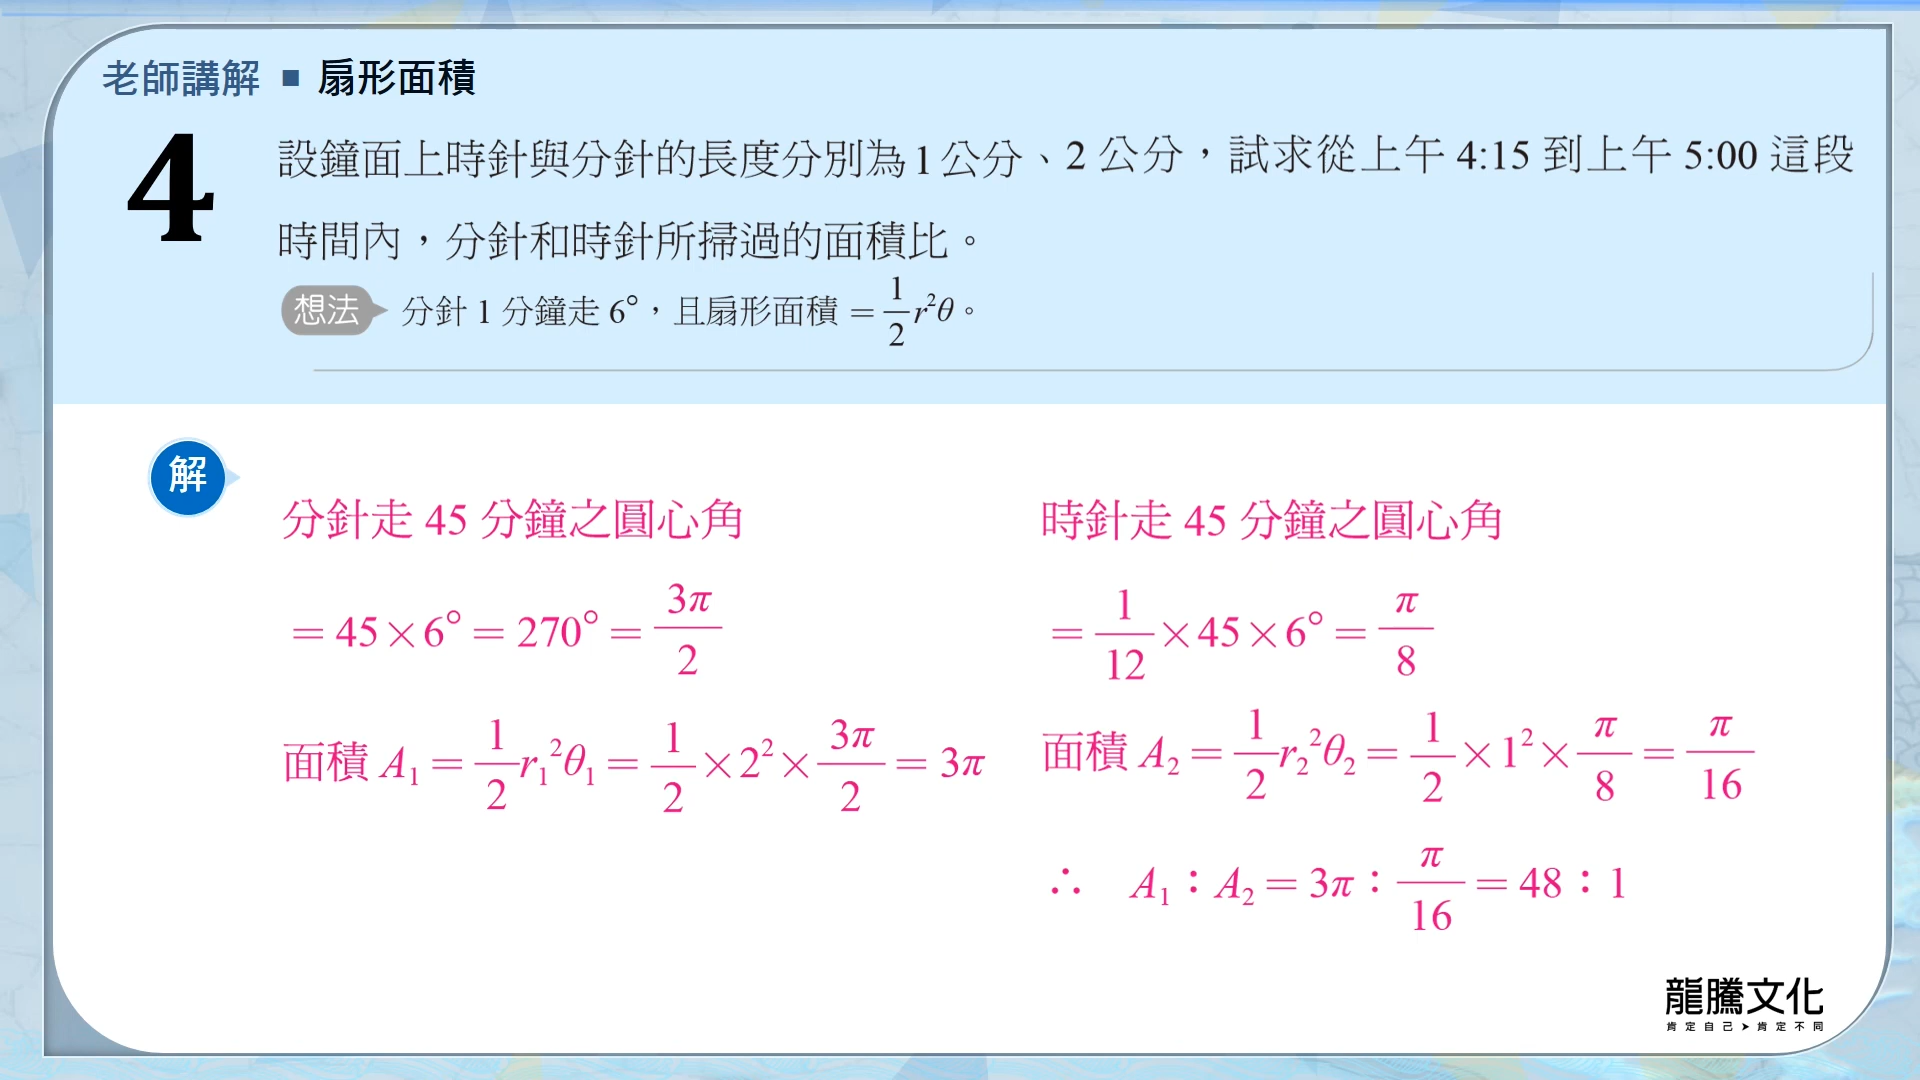 老師講解 ■ 扇形面積
4
設鐘面上時針與分針的長度分別為 1 公分、2 公分，試求從上午 4:15 到上午 5:00 這段
時間內，分針和時針所掃過的面積比。
想法 分針 1 分鐘走 6°，且扇形面積 = 1/2 r²θ。
解
分針走 45 分鐘之圓心角
= 45 × 6° = 270° = 3π/2
面積 A₁ = 1/2 r₁²θ₁ = 1/2 × 2² × 3π/2 = 3π
時針走 45 分鐘之圓心角
= 1/12 × 45 × 6° = π/8
面積 A₂ = 1/2 r₂²θ₂ = 1/2 × 1² × π/8 = π/16
∴ A₁：A₂ = 3π：π/16 = 48：1
龍騰文化
肯定自己➤肯定不同